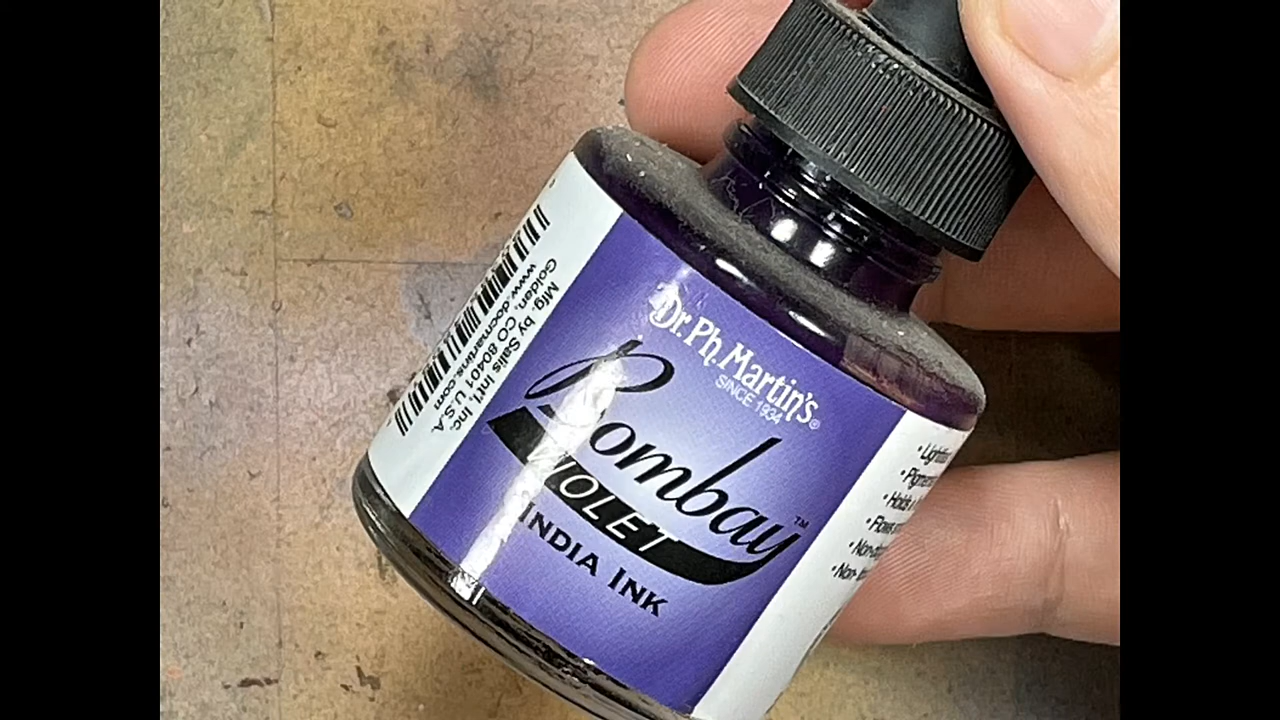 Dr. Ph. Martin's®
SINCE 1934
Bombay™
VIOLET
INDIA INK
Mfg. by Salis Int'l, Inc.
Golden, CO 80401 U.S.A.
www.docmartins.com